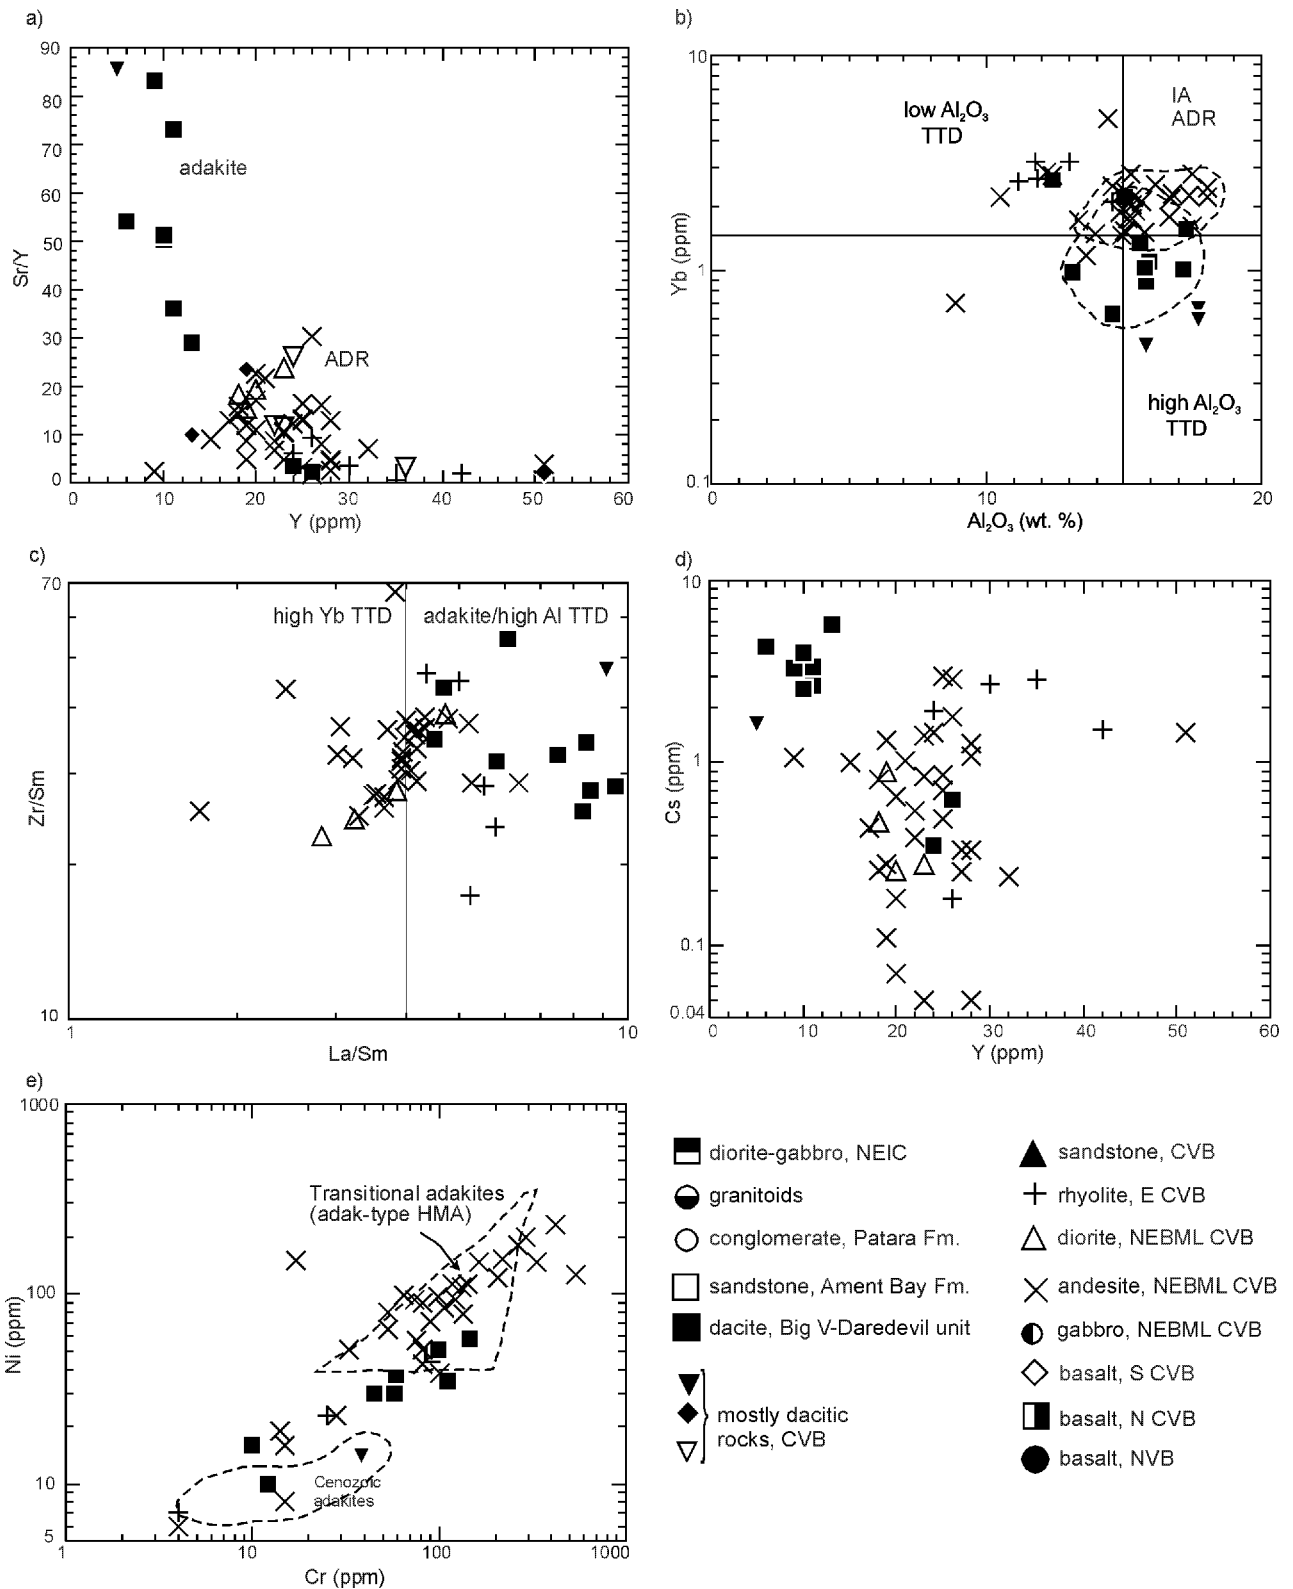 a)
90
80
70
60
50
40
30
20
10
0
Sr/Y
adakite
ADR
0
10
20
30
40
50
60
Y (ppm)
b)
10
1
0.1
Yb (ppm)
low Al₂O₃
TTD
IA
ADR
high Al₂O₃
TTD
0
10
20
Al₂O₃ (wt. %)
c)
70
10
Zr/Sm
high Yb TTD
adakite/high Al TTD
1
10
La/Sm
d)
10
1
0.1
0.04
Cs (ppm)
0
10
20
30
40
50
60
Y (ppm)
e)
1000
100
10
5
Ni (ppm)
Transitional adakites
(adak-type HMA)
Cenozoic
adakites
1
10
100
1000
Cr (ppm)
diorite-gabbro, NEIC
granitoids
conglomerate, Patara Fm.
sandstone, Ament Bay Fm.
dacite, Big V-Daredevil unit
mostly dacitic
rocks, CVB
sandstone, CVB
rhyolite, E CVB
diorite, NEBML CVB
andesite, NEBML CVB
gabbro, NEBML CVB
basalt, S CVB
basalt, N CVB
basalt, NVB